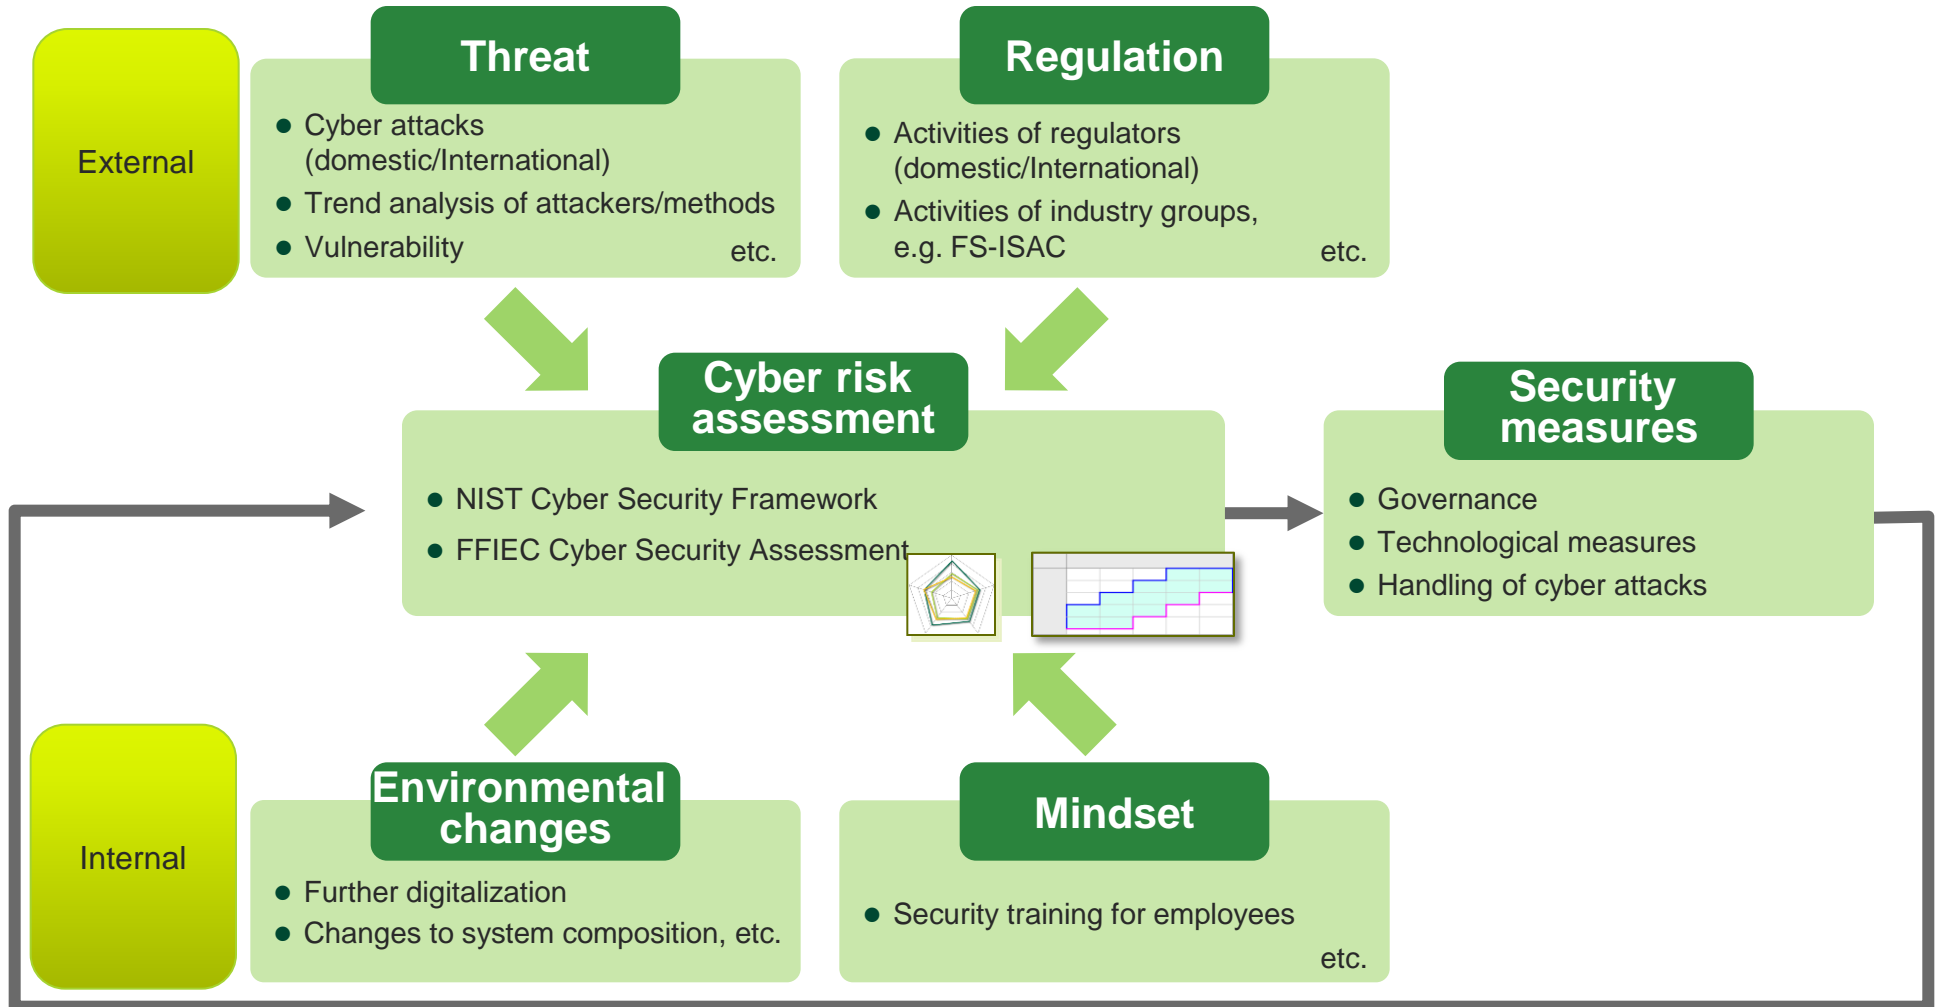 External
Threat
Cyber attacks
(domestic/International)
Trend analysis of attackers/methods
Vulnerability
etc.
Regulation
Activities of regulators
(domestic/International)
Activities of industry groups,
e.g. FS-ISAC
etc.
Cyber risk
assessment
NIST Cyber Security Framework
FFIEC Cyber Security Assessment
Security
measures
Governance
Technological measures
Handling of cyber attacks
Internal
Environmental
changes
Further digitalization
Changes to system composition, etc.
Mindset
Security training for employees
etc.